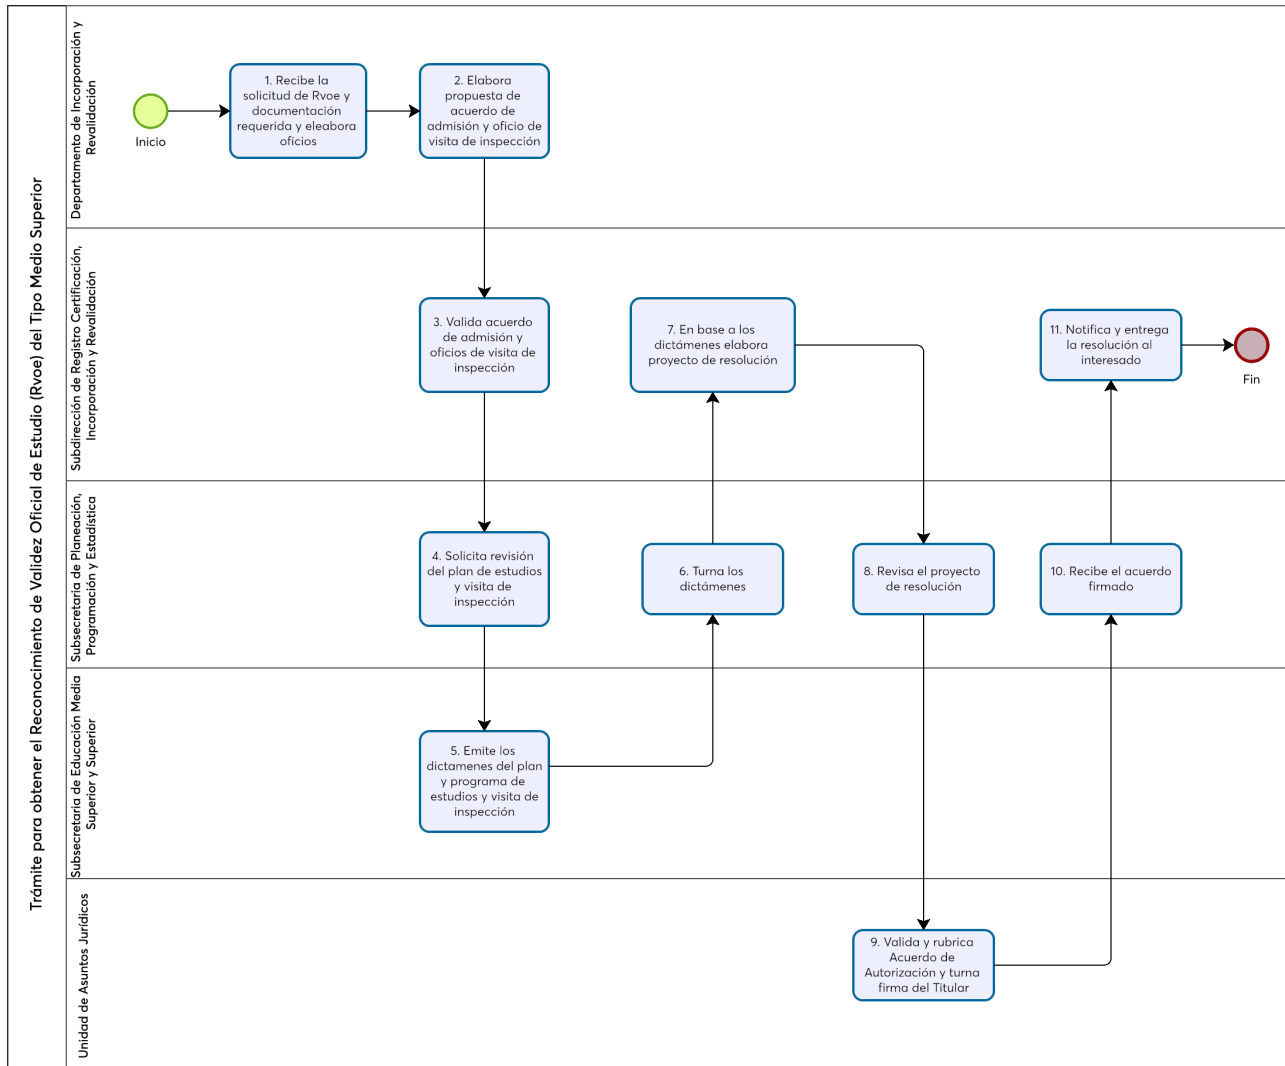 Trámite para obtener el Reconocimiento de Validez Oficial de Estudio (Rvoe) del Tipo Medio Superior
Departamento de Incorporación y
Revalidación
Inicio
1. Recibe la
solicitud de Rvoe y
documentación
requerida y eleabora
oficios
2. Elabora
propuesta de
acuerdo de
admisión y oficio de
visita de inspección
Subdirección de Registro Certificación,
Incorporación y Revalidación
3. Valida acuerdo
de admisión y
oficios de visita de
inspección
7. En base a los
dictámenes elabora
proyecto de resolución
11. Notifica y entrega
la resolución al
interesado
Fin
Subsecretaria de Planeación,
Programación y Estadística
4. Solicita revisión
del plan de estudios
y visita de
inspección
6. Turna los
dictámenes
8. Revisa el proyecto
de resolución
10. Recibe el acuerdo
firmado
Subsecretaria de Educación Media
Superior y Superior
5. Emite los
dictamenes del plan
y programa de
estudios y visita de
inspección
Unidad de Asuntos Jurídicos
9. Valida y rubrica
Acuerdo de
Autorización y turna
firma del Titular